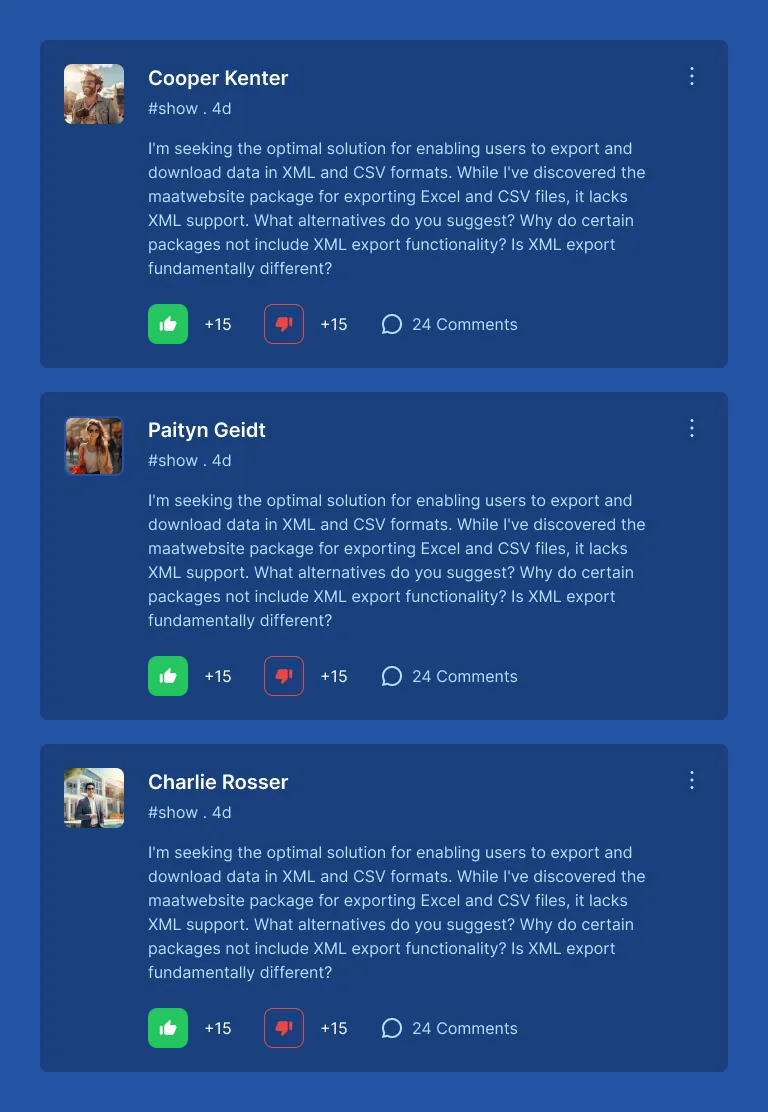 Cooper Kenter
#show . 4d
I'm seeking the optimal solution for enabling users to export and
download data in XML and CSV formats. While I've discovered the
maatwebsite package for exporting Excel and CSV files, it lacks
XML support. What alternatives do you suggest? Why do certain
packages not include XML export functionality? Is XML export
fundamentally different?
+15 +15 24 Comments
Paityn Geidt
#show . 4d
I'm seeking the optimal solution for enabling users to export and
download data in XML and CSV formats. While I've discovered the
maatwebsite package for exporting Excel and CSV files, it lacks
XML support. What alternatives do you suggest? Why do certain
packages not include XML export functionality? Is XML export
fundamentally different?
+15 +15 24 Comments
Charlie Rosser
#show . 4d
I'm seeking the optimal solution for enabling users to export and
download data in XML and CSV formats. While I've discovered the
maatwebsite package for exporting Excel and CSV files, it lacks
XML support. What alternatives do you suggest? Why do certain
packages not include XML export functionality? Is XML export
fundamentally different?
+15 +15 24 Comments